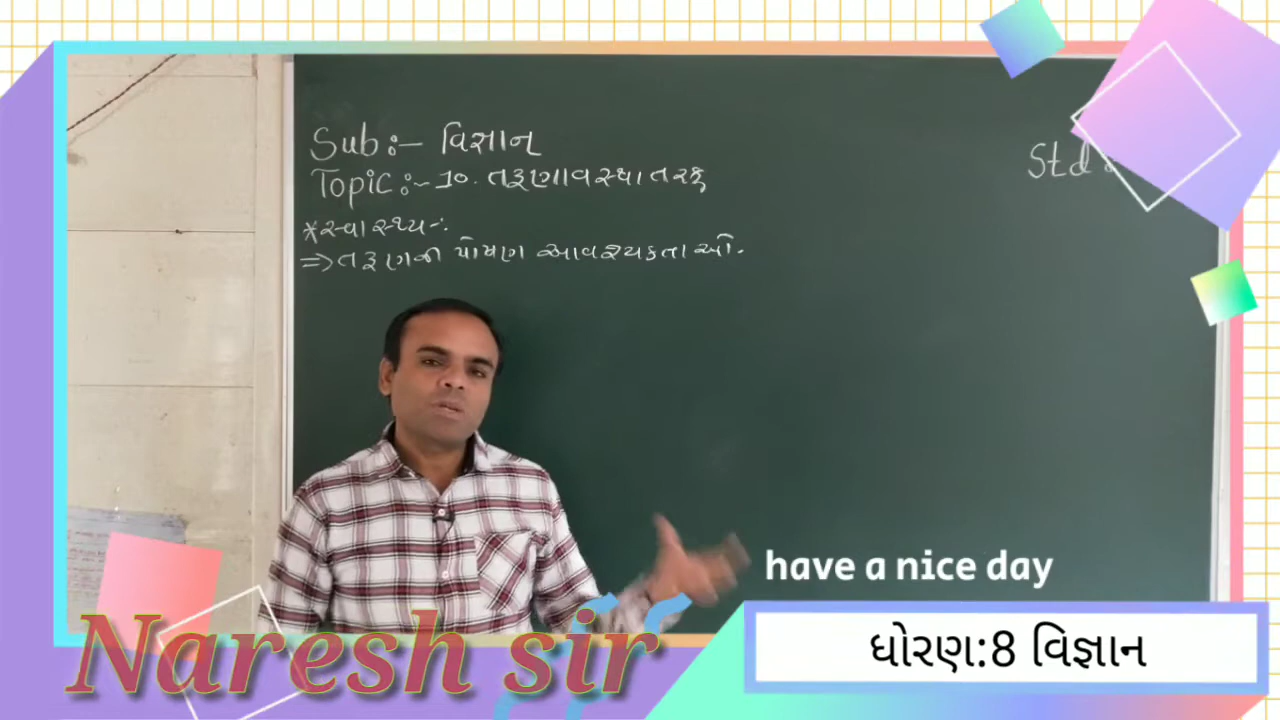 Sub:- વિજ્ઞાન
Std :
Topic:- 10. તરૂણાવસ્થા તરફ
*સ્વાસ્થ્ય-:
⇒તરૂણની પોષણ આવશ્યકતાઓ.
have a nice day
Naresh sir
ધોરણ:8 વિજ્ઞાન